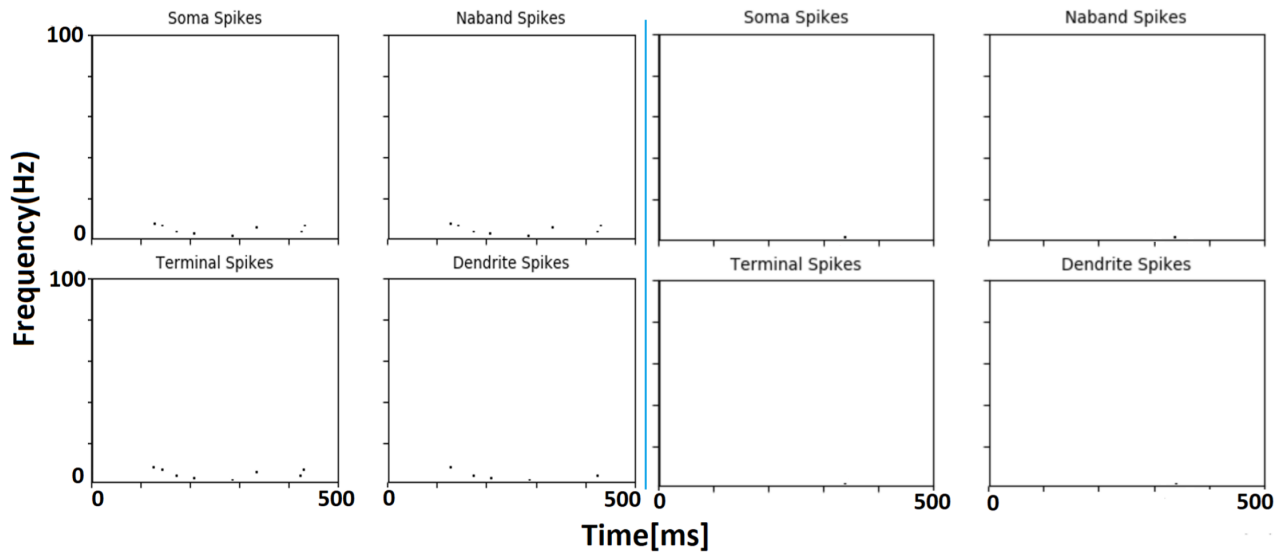 Soma Spikes Naband Spikes Soma Spikes Naband Spikes
100
0
Terminal Spikes Dendrite Spikes Terminal Spikes Dendrite Spikes
100
0
0 500 0 500 0 500 0 500
Frequency(Hz)
Time[ms]